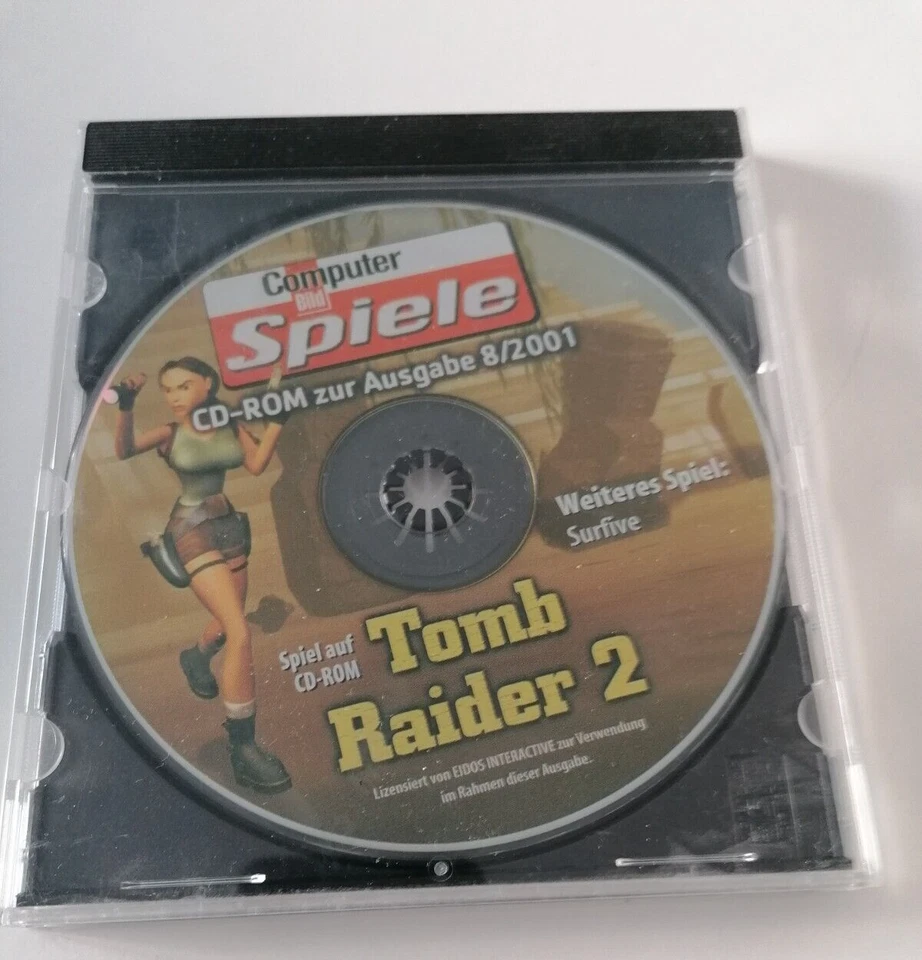 Computer
Bild
Spiele
CD-ROM zur Ausgabe 8/2001
Weiteres Spiel:
Surfive
Spiel auf
CD-ROM
Tomb
Raider 2
Lizensiert von EIDOS INTERACTIVE zur Verwendung
im Rahmen dieser Ausgabe.